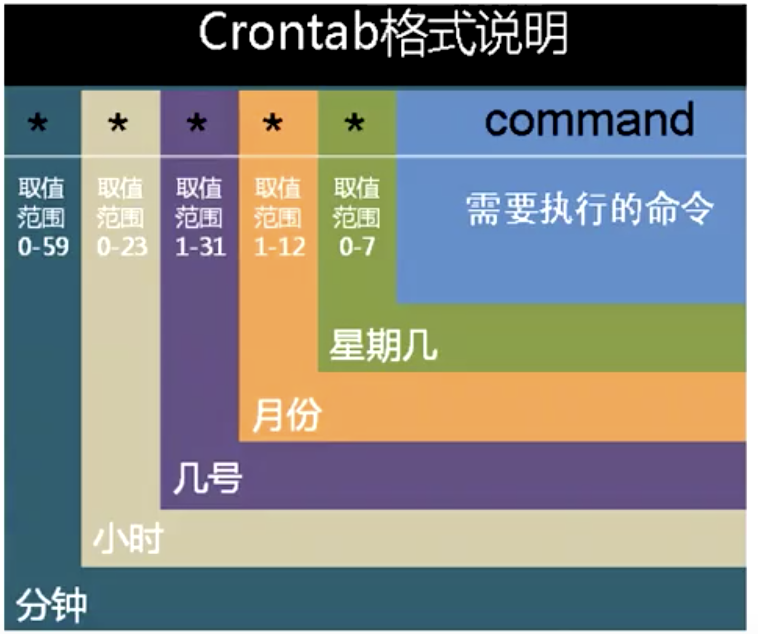 Crontab格式说明
* * * * * command
取值 取值 取值 取值 取值
范围 范围 范围 范围 范围
0-59 0-23 1-31 1-12 0-7
需要执行的命令
星期几
月份
几号
小时
分钟